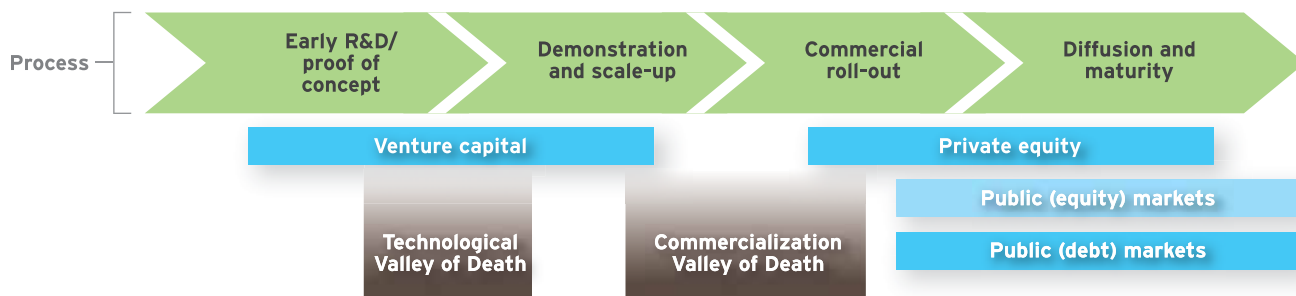 Process
Early R&D/
proof of
concept
Demonstration
and scale-up
Commercial
roll-out
Diffusion and
maturity
Venture capital
Private equity
Public (equity) markets
Technological
Valley of Death
Commercialization
Valley of Death
Public (debt) markets